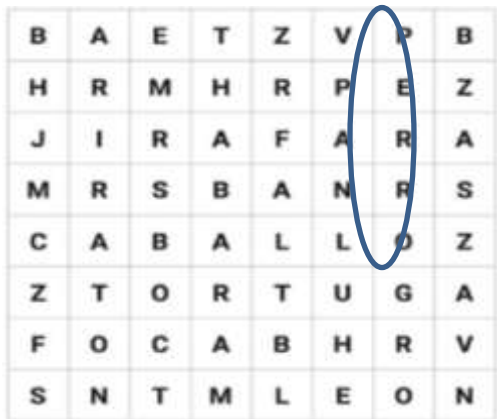 B A E T Z V P B
H R M H R P E Z
J I R A F A R A
M R S B A N R S
C A B A L L O Z
Z T O R T U G A
F O C A B H R V
S N T M L E O N